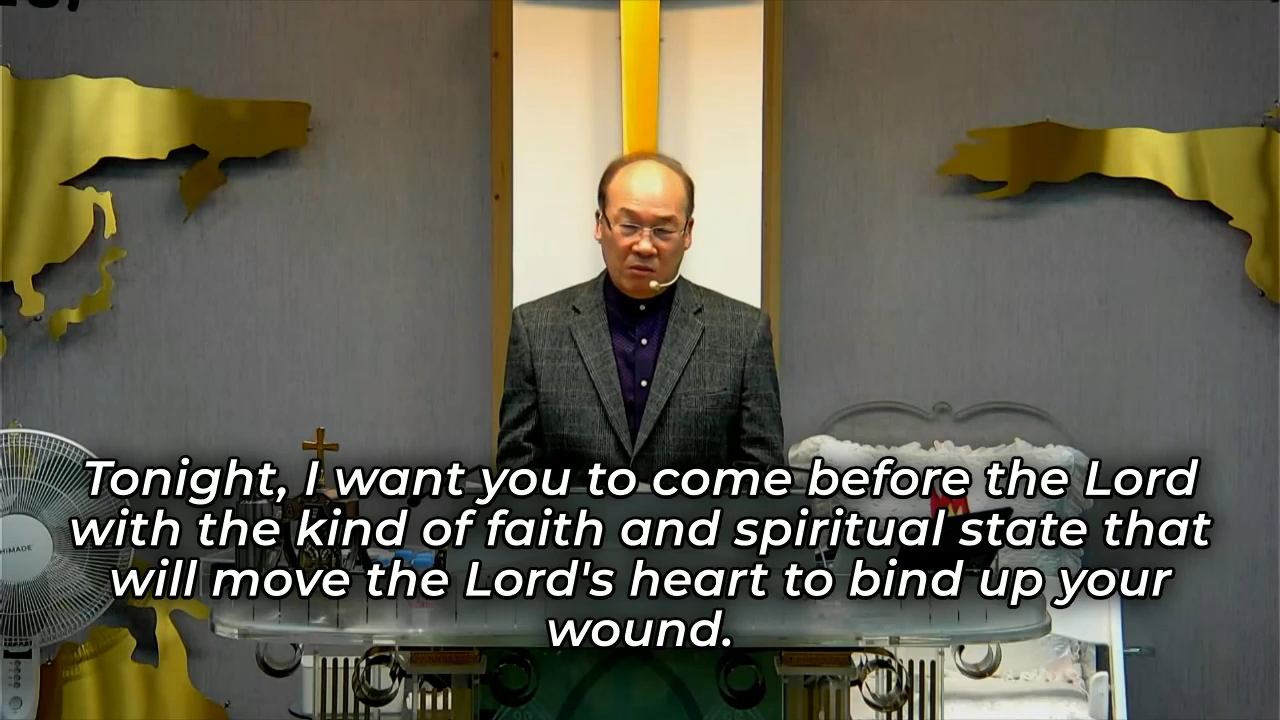 Tonight, I want you to come before the Lord
with the kind of faith and spiritual state that
will move the Lord's heart to bind up your
wound.